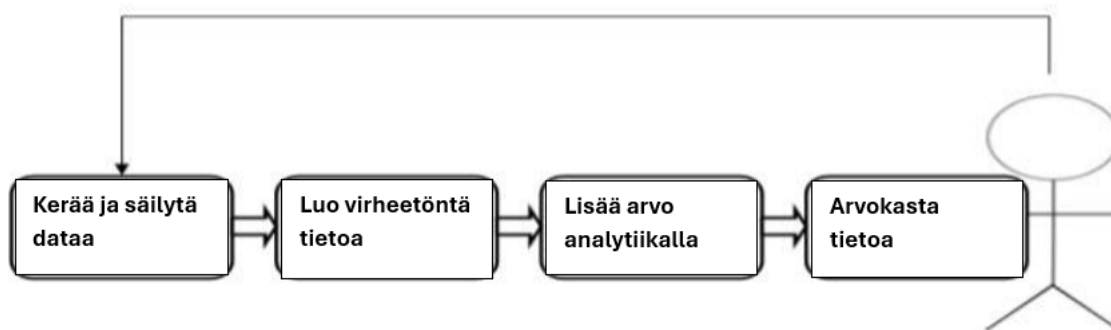 Kerää ja säilytä
dataa
Luo virheetöntä
tietoa
Lisää arvo
analytiikalla
Arvokasta
tietoa